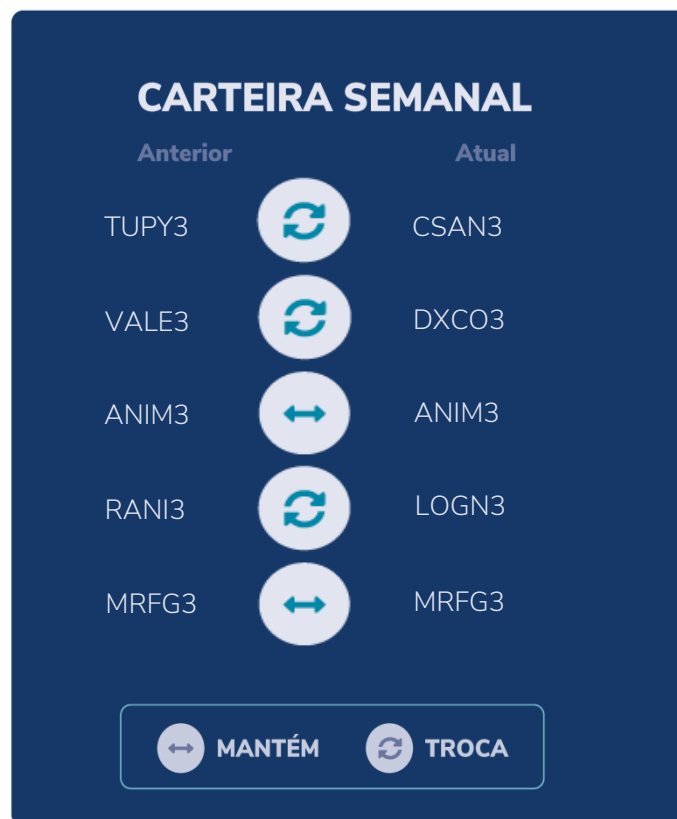 CARTEIRA SEMANAL
Anterior Atual
TUPY3 CSAN3
VALE3 DXCO3
ANIM3 ANIM3
RANI3 LOGN3
MRFG3 MRFG3
MANTÉM TROCA